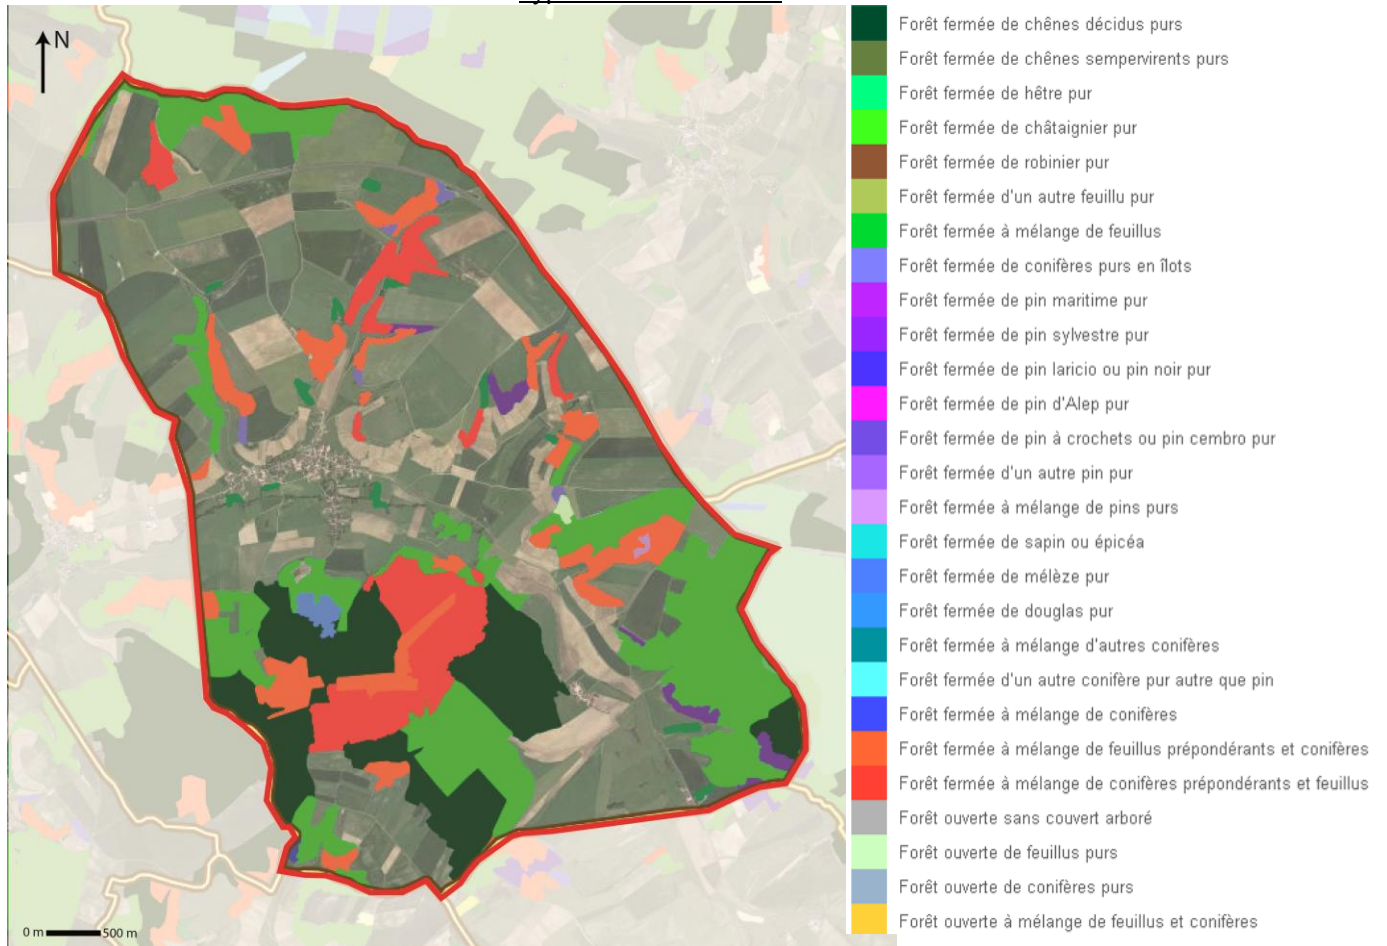 N
Forêt fermée de chênes décidus purs
Forêt fermée de chênes sempervirents purs
Forêt fermée de hêtre pur
Forêt fermée de châtaignier pur
Forêt fermée de robinier pur
Forêt fermée d'un autre feuillu pur
Forêt fermée à mélange de feuillus
Forêt fermée de conifères purs en îlots
Forêt fermée de pin maritime pur
Forêt fermée de pin sylvestre pur
Forêt fermée de pin laricio ou pin noir pur
Forêt fermée de pin d'Alep pur
Forêt fermée de pin à crochets ou pin cembro pur
Forêt fermée d'un autre pin pur
Forêt fermée à mélange de pins purs
Forêt fermée de sapin ou épicéa
Forêt fermée de mélèze pur
Forêt fermée de douglas pur
Forêt fermée à mélange d'autres conifères
Forêt fermée d'un autre conifère pur autre que pin
Forêt fermée à mélange de conifères
Forêt fermée à mélange de feuillus prépondérants et conifères
Forêt fermée à mélange de conifères prépondérants et feuillus
Forêt ouverte sans couvert arboré
Forêt ouverte de feuillus purs
Forêt ouverte de conifères purs
Forêt ouverte à mélange de feuillus et conifères
0 m 500 m